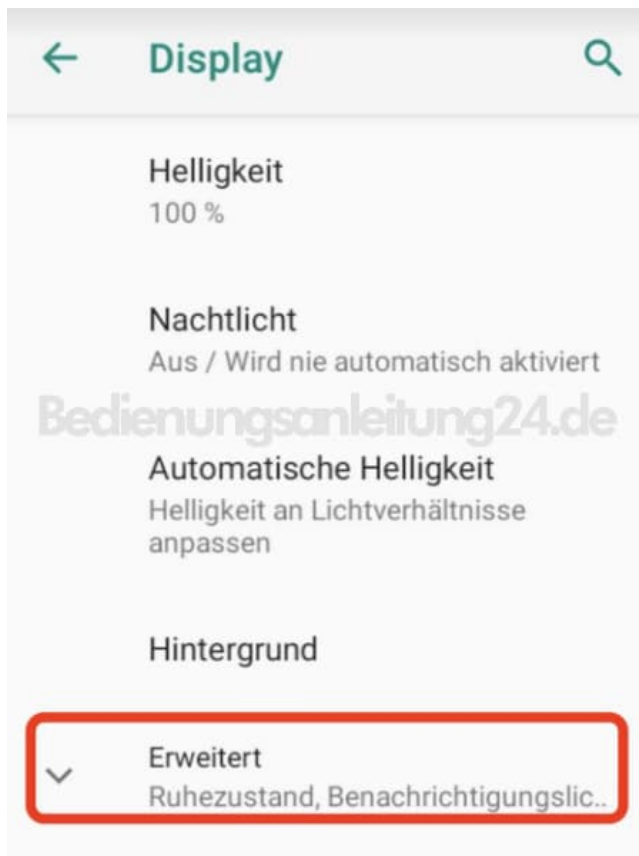 Display
Helligkeit
100 %
Nachtlicht
Aus / Wird nie automatisch aktiviert
Bedienungsanleitung24.de
Automatische Helligkeit
Helligkeit an Lichtverhältnisse
anpassen
Hintergrund
Erweitert
Ruhezustand, Benachrichtigungslic..